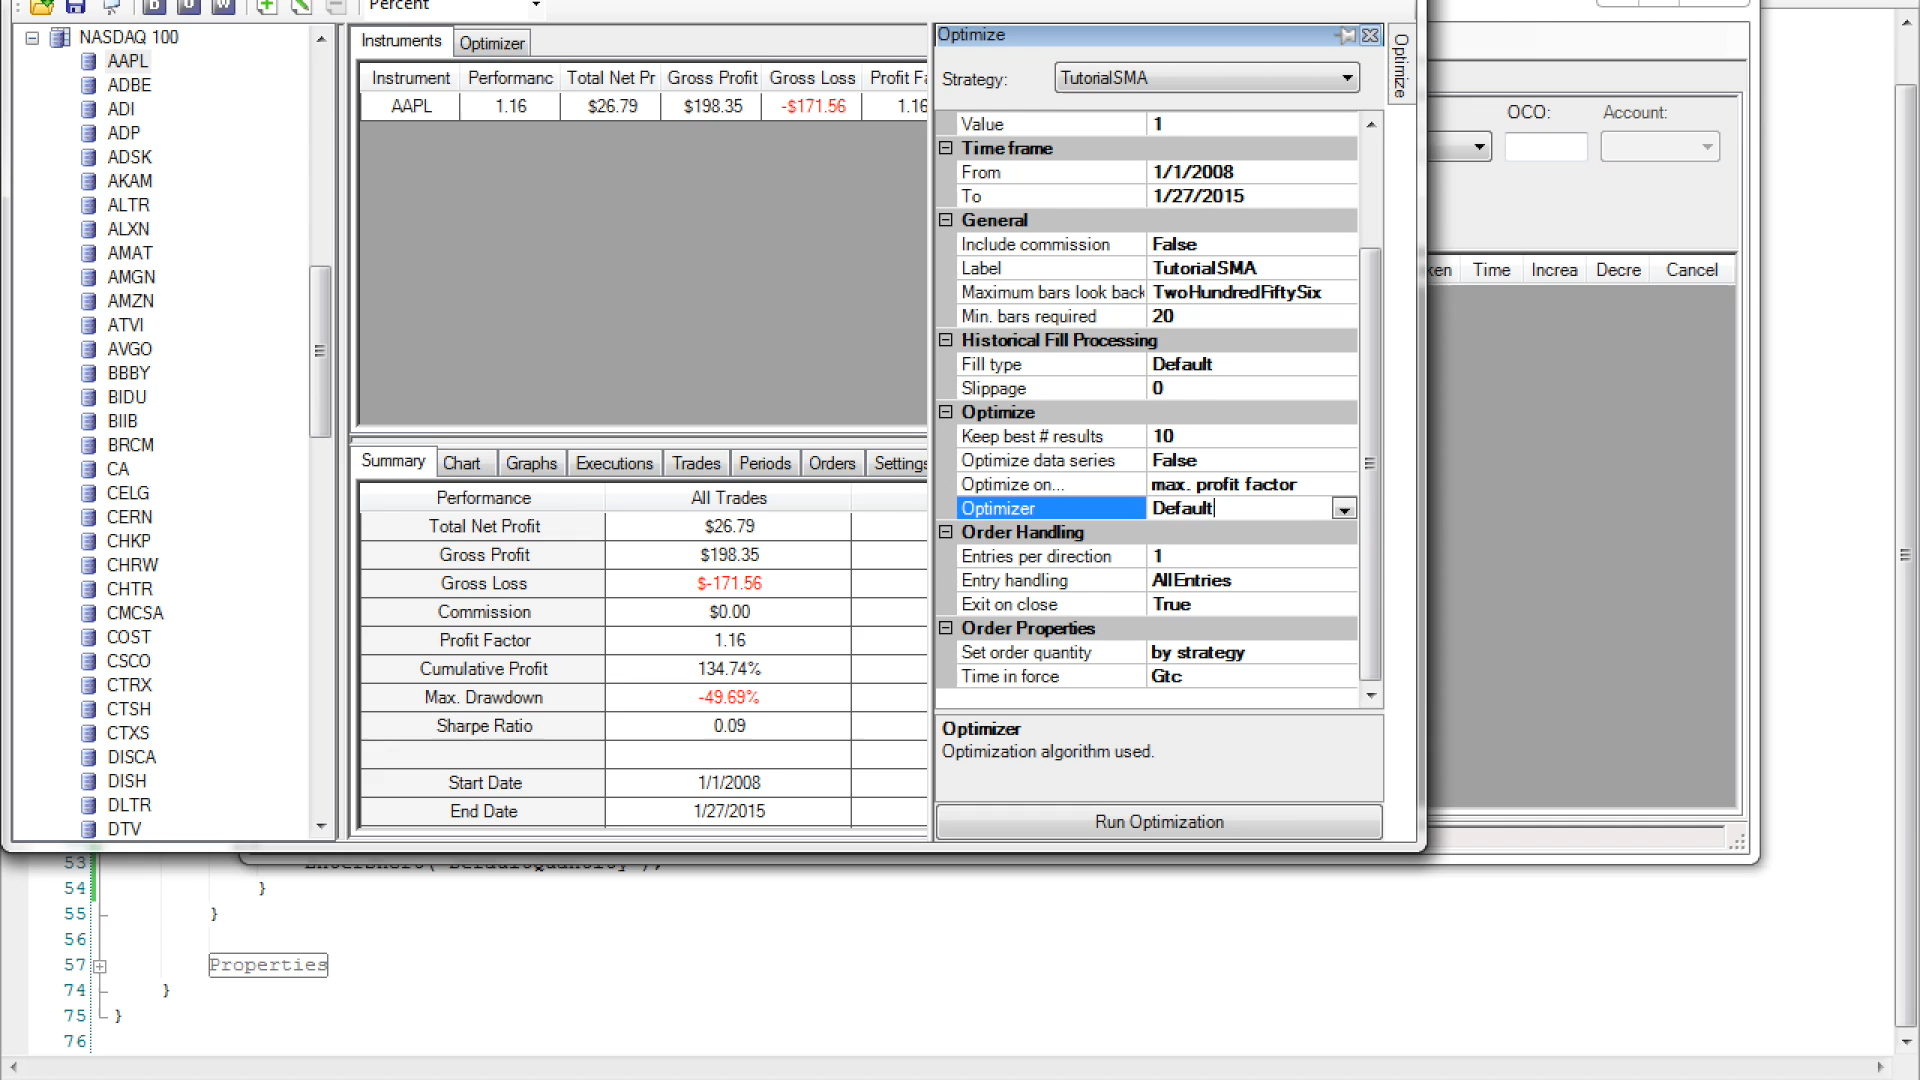 D
U
W
Percent
NASDAQ 100
AAPL
ADBE
ADI
ADP
ADSK
AKAM
ALTR
ALXN
AMAT
AMGN
AMZN
ATVI
AVGO
BBBY
BIDU
BIIB
BRCM
CA
CELG
CERN
CHKP
CHRW
CHTR
CMCSA
COST
CSCO
CTRX
CTSH
CTXS
DISCA
DISH
DLTR
DTV
Instruments Optimizer
Instrument Performanc Total Net Pr Gross Profit Gross Loss Profit Fa
AAPL 1.16 $26.79 $198.35 -$171.56 1.16
Summary Chart Graphs Executions Trades Periods Orders Settings
Performance All Trades
Total Net Profit $26.79
Gross Profit $198.35
Gross Loss $-171.56
Commission $0.00
Profit Factor 1.16
Cumulative Profit 134.74%
Max. Drawdown -49.69%
Sharpe Ratio 0.09
Start Date 1/1/2008
End Date 1/27/2015
Optimize
Strategy: TutorialSMA
Value 1
Time frame
From 1/1/2008
To 1/27/2015
General
Include commission False
Label TutorialSMA
Maximum bars look back TwoHundredFiftySix
Min. bars required 20
Historical Fill Processing
Fill type Default
Slippage 0
Optimize
Keep best # results 10
Optimize data series False
Optimize on... max. profit factor
Optimizer Default
Order Handling
Entries per direction 1
Entry handling AllEntries
Exit on close True
Order Properties
Set order quantity by strategy
Time in force Gtc
Optimizer
Optimization algorithm used.
Run Optimization
Optimize
OCO: Account:
ken Time Increa Decre Cancel
53
54 }
55 }
56
57 Properties
74 }
75 }
76